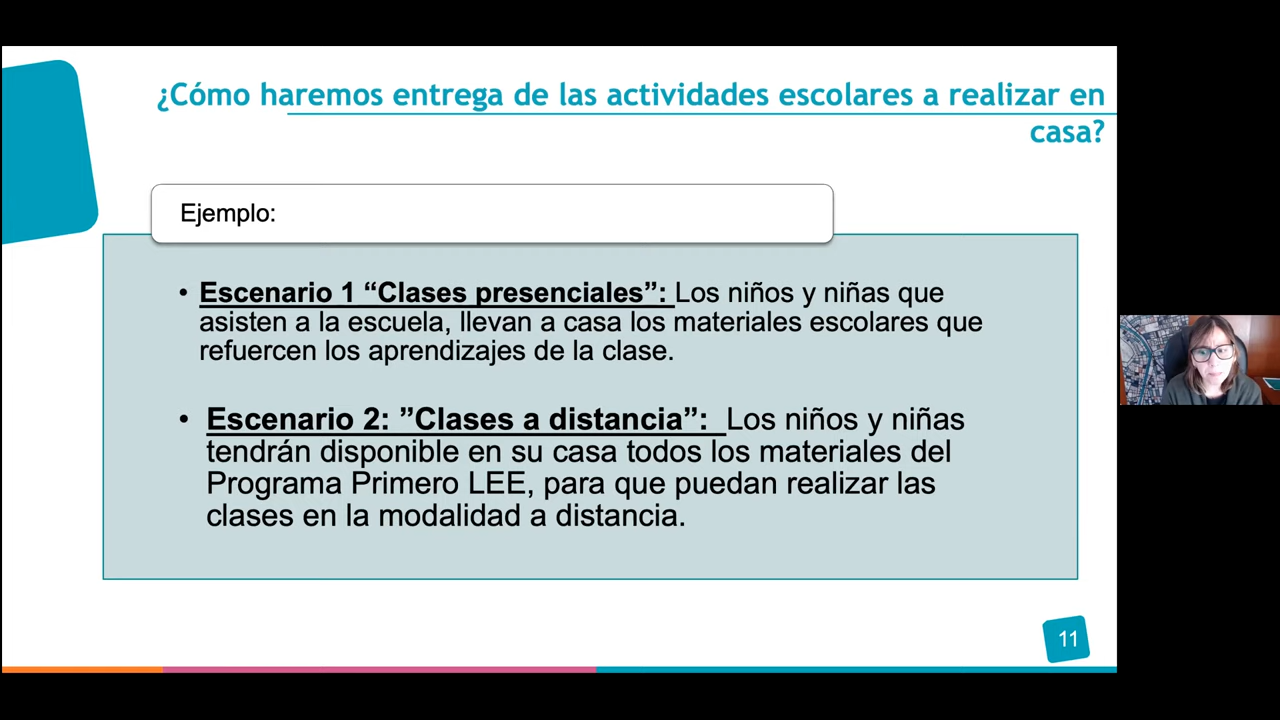 ¿Cómo haremos entrega de las actividades escolares a realizar en
casa?
Ejemplo:
• Escenario 1 “Clases presenciales”: Los niños y niñas que
asisten a la escuela, llevan a casa los materiales escolares que
refuercen los aprendizajes de la clase.
• Escenario 2: ”Clases a distancia”: Los niños y niñas
tendrán disponible en su casa todos los materiales del
Programa Primero LEE, para que puedan realizar las
clases en la modalidad a distancia.
11